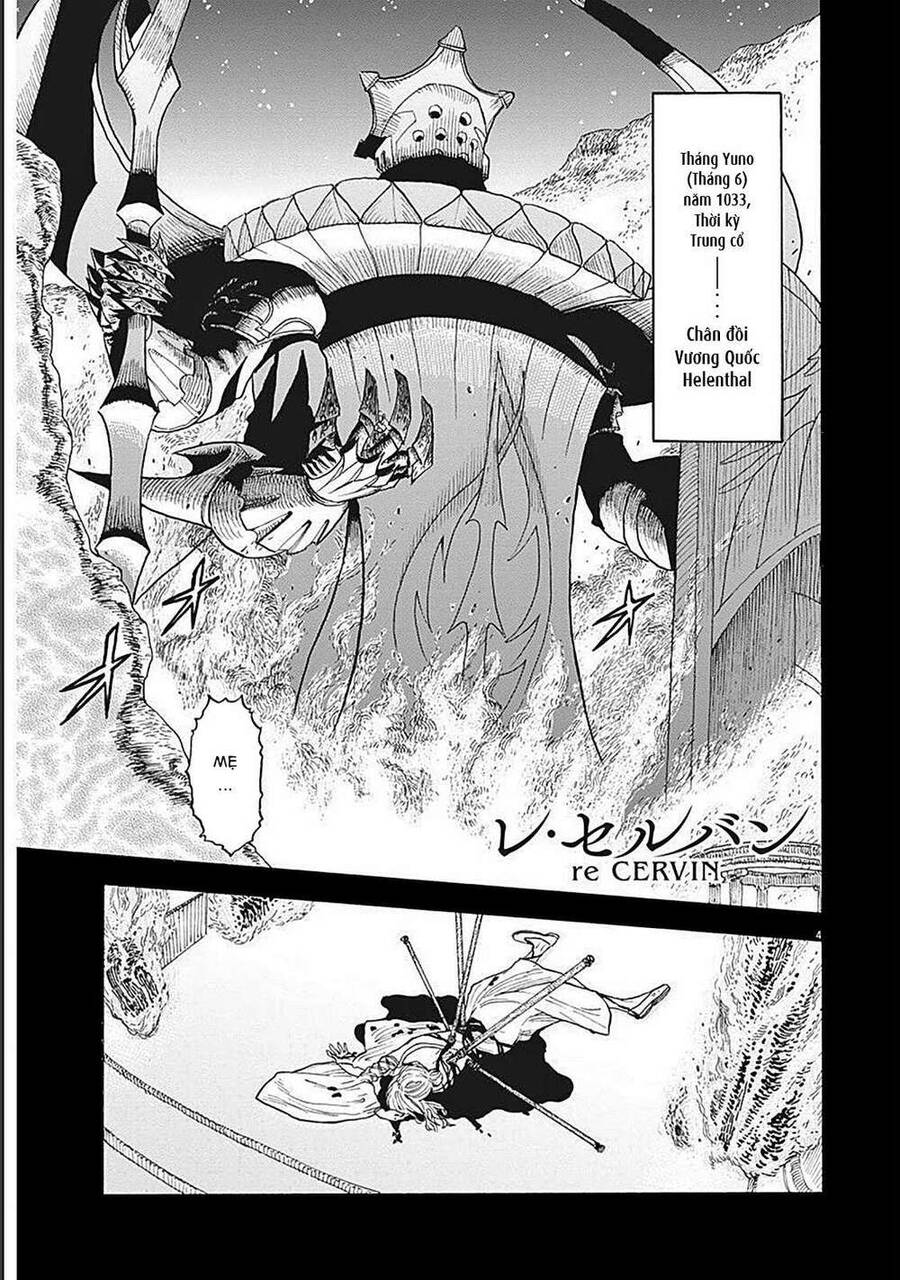 Tháng Yuno
(Tháng 6)
năm 1033,
Thời kỳ
Trung cổ
Chân đồi
Vương Quốc
Helenthal
MẸ
...
レ・セルバン
re CERVIN
4